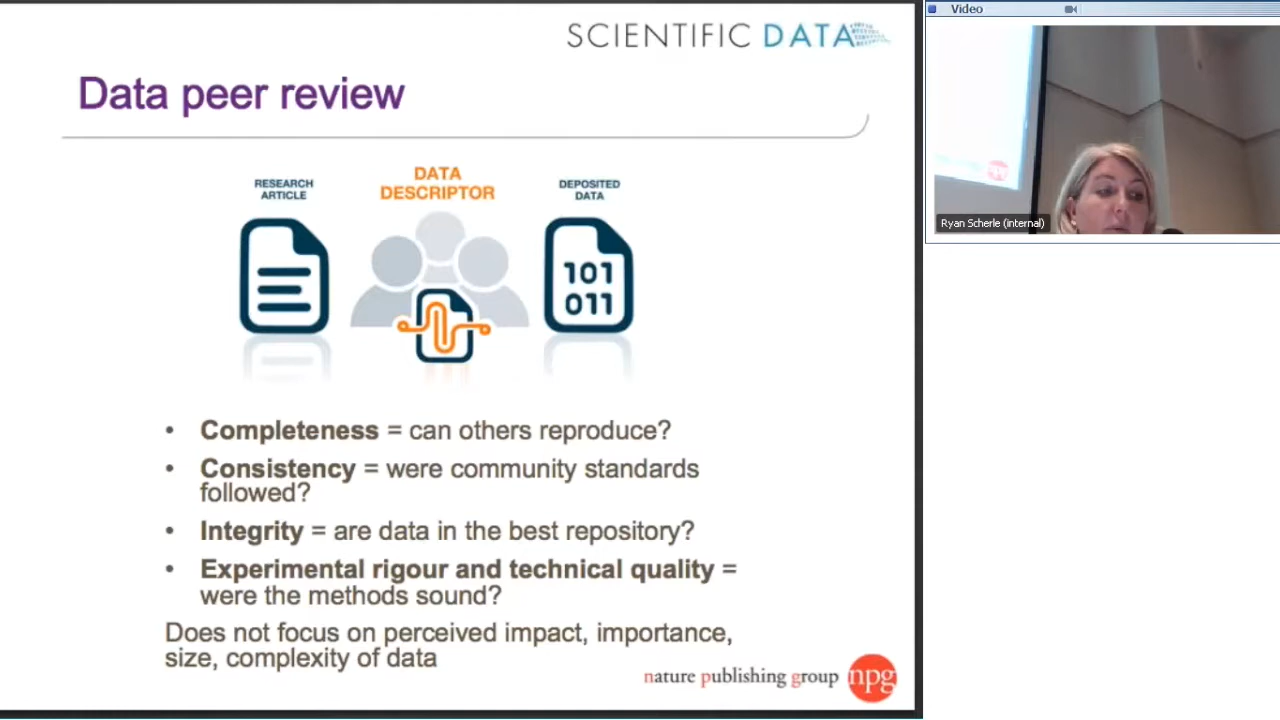 SCIENTIFIC DATA
Video
Data peer review
RESEARCH
ARTICLE
DATA
DESCRIPTOR
DEPOSITED
DATA
101
011
Ryan Scherle (internal)
• Completeness = can others reproduce?
• Consistency = were community standards
followed?
• Integrity = are data in the best repository?
• Experimental rigour and technical quality =
were the methods sound?
Does not focus on perceived impact, importance,
size, complexity of data
nature publishing group npg